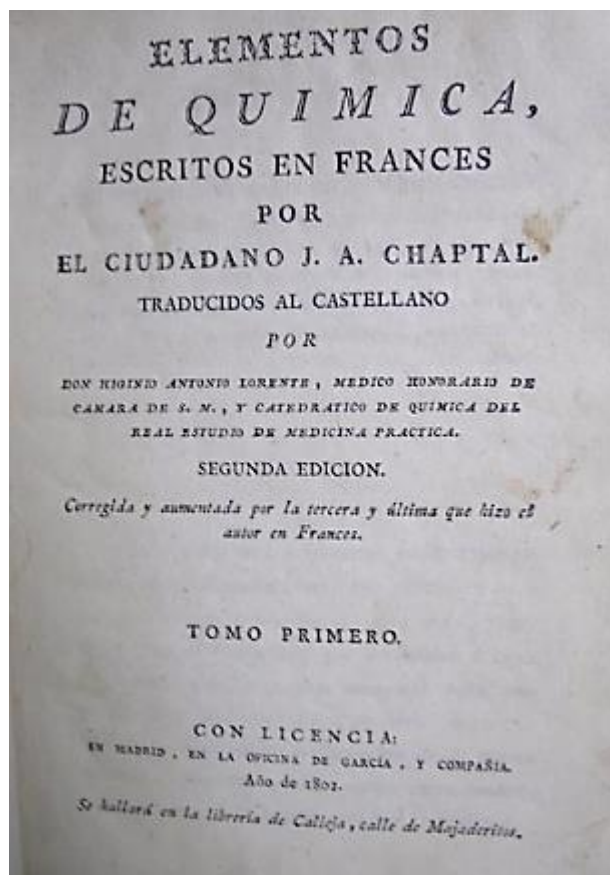 ELEMENTOS
DE QUIMICA,
ESCRITOS EN FRANCES
POR
EL CIUDADANO J. A. CHAPTAL.
TRADUCIDOS AL CASTELLANO
POR
DON HIGINIO ANTONIO LORENTE, MEDICO HONORARIO DE
CAMARA DE S. M., Y CATEDRATICO DE QUIMICA DEL
REAL ESTUDIO DE MEDICINA PRACTICA.
SEGUNDA EDICION.
Corregida y aumentada por la tercera y última que hizo el
autor en Frances.
TOMO PRIMERO.
CON LICENCIA:
EN MADRID, EN LA OFICINA DE GARCÍA, Y COMPAÑIA.
Año de 1802.
Se hallará en la librería de Calleja, calle de Majaderitos.